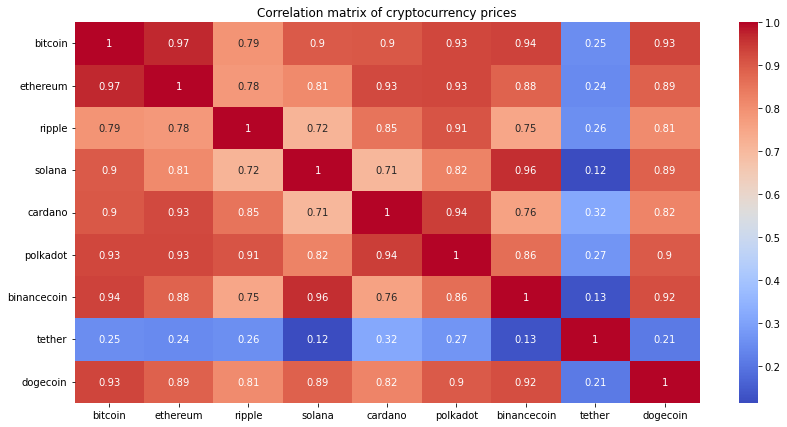 Correlation matrix of cryptocurrency prices
bitcoin 1 0.97 0.79 0.9 0.9 0.93 0.94 0.25 0.93
ethereum 0.97 1 0.78 0.81 0.93 0.93 0.88 0.24 0.89
ripple 0.79 0.78 1 0.72 0.85 0.91 0.75 0.26 0.81
solana 0.9 0.81 0.72 1 0.71 0.82 0.96 0.12 0.89
cardano 0.9 0.93 0.85 0.71 1 0.94 0.76 0.32 0.82
polkadot 0.93 0.93 0.91 0.82 0.94 1 0.86 0.27 0.9
binancecoin 0.94 0.88 0.75 0.96 0.76 0.86 1 0.13 0.92
tether 0.25 0.24 0.26 0.12 0.32 0.27 0.13 1 0.21
dogecoin 0.93 0.89 0.81 0.89 0.82 0.9 0.92 0.21 1
bitcoin ethereum ripple solana cardano polkadot binancecoin tether dogecoin
1.0
0.9
0.8
0.7
0.6
0.5
0.4
0.3
0.2